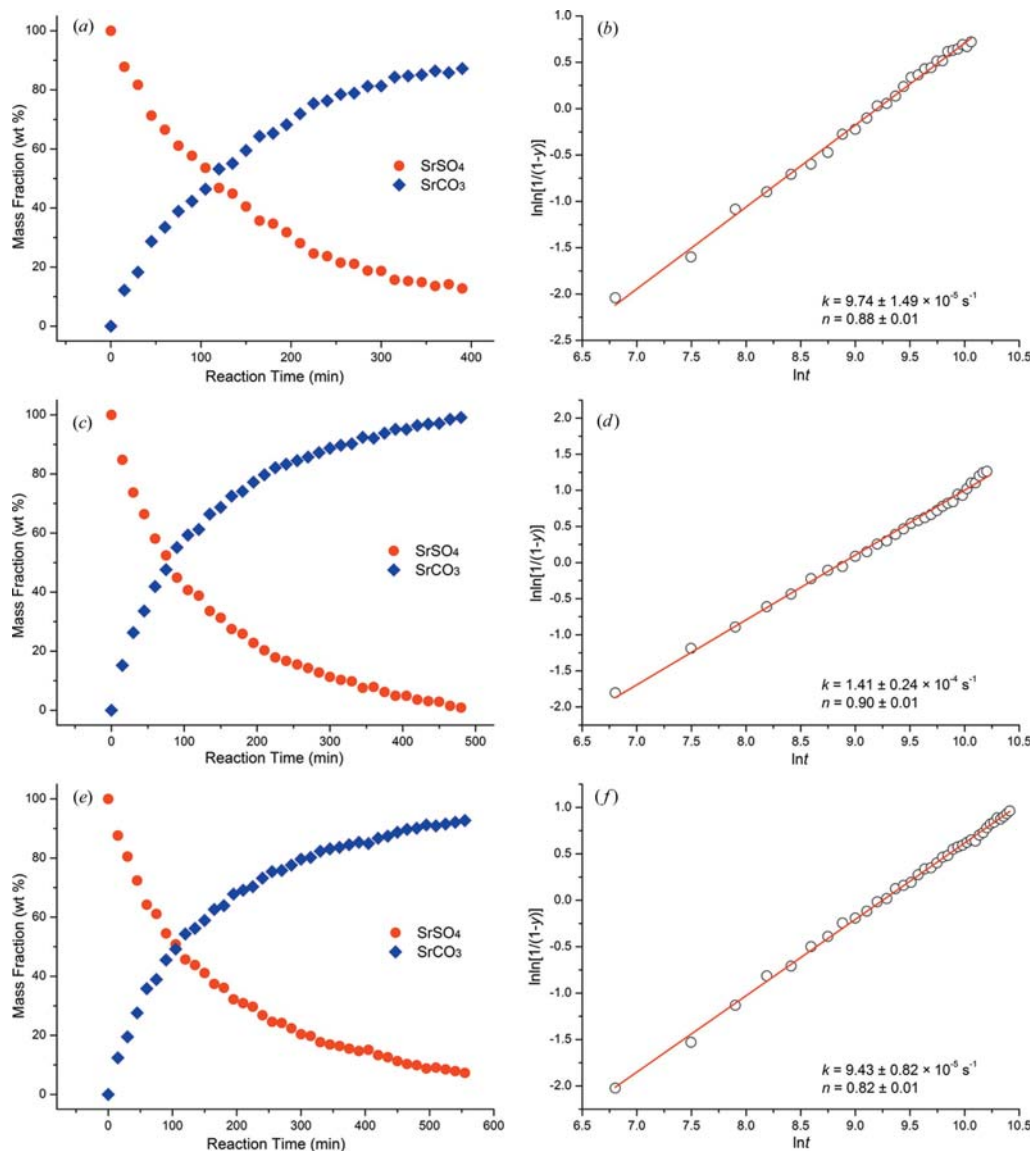 (a)
Mass Fraction (wt %)
100
80
60
40
20
0
SrSO4
SrCO3
0 100 200 300 400
Reaction Time (min)
(b)
lnln[1/(1-y)]
1.0
0.5
0.0
-0.5
-1.0
-1.5
-2.0
-2.5
k = 9.74 ± 1.49 × 10-5 s-1
n = 0.88 ± 0.01
6.5 7.0 7.5 8.0 8.5 9.0 9.5 10.0 10.5
lnt
(c)
Mass Fraction (wt %)
100
80
60
40
20
0
SrSO4
SrCO3
0 100 200 300 400 500
Reaction Time (min)
(d)
lnln[1/(1-y)]
2.0
1.5
1.0
0.5
0.0
-0.5
-1.0
-1.5
-2.0
k = 1.41 ± 0.24 × 10-4 s-1
n = 0.90 ± 0.01
6.5 7.0 7.5 8.0 8.5 9.0 9.5 10.0 10.5
lnt
(e)
Mass Fraction (wt %)
100
80
60
40
20
0
SrSO4
SrCO3
0 100 200 300 400 500 600
Reaction Time (min)
(f)
lnln[1/(1-y)]
1.0
0.5
0.0
-0.5
-1.0
-1.5
-2.0
k = 9.43 ± 0.82 × 10-5 s-1
n = 0.82 ± 0.01
6.5 7.0 7.5 8.0 8.5 9.0 9.5 10.0 10.5
lnt